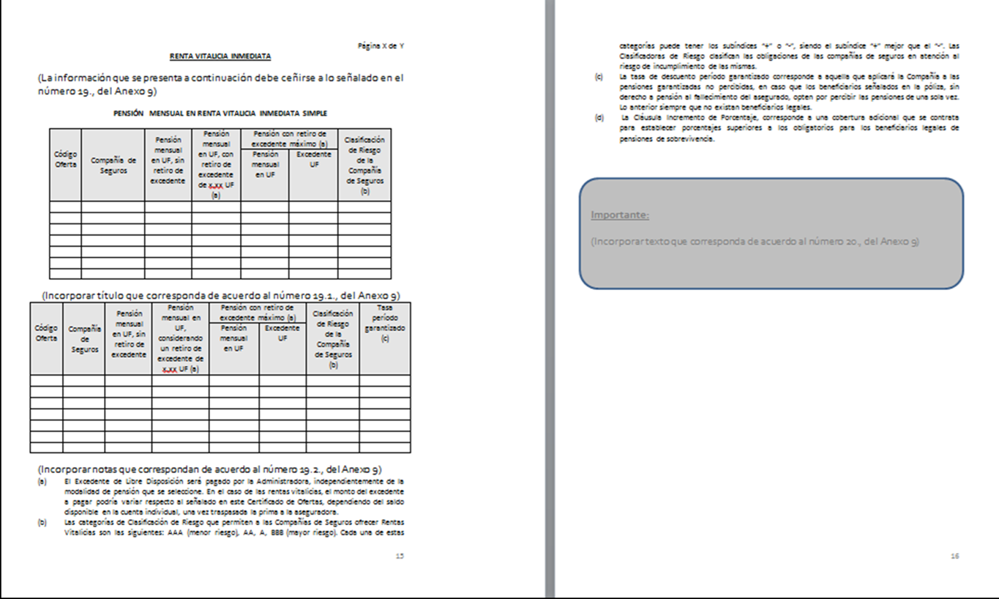 Página X de Y
RENTA VITALICIA INMEDIATA
(La información que se presenta a continuación debe ceñirse a lo señalado en el
número 19., del Anexo 9)
PENSIÓN MENSUAL EN RENTA VITALICIA INMEDIATA SIMPLE
Código
Oferta
Compañía de
Seguros
Pensión
mensual
en UF, sin
retiro de
excedente
Pensión
mensual
en UF, con
retiro de
excedente
de x.xx UF
(a)
Pensión con retiro de
excedente máximo (a)
Pensión
mensual
en UF
Excedente
UF
Clasificación
de Riesgo
de la
Compañía
de Seguros
(b)
(Incorporar título que corresponda de acuerdo al número 19.1., del Anexo 9)
Código
Oferta
Compañía
de
Seguros
Pensión
mensual
en UF, sin
retiro de
excedente
Pensión
mensual en
UF,
considerando
un retiro de
excedente de
x.xx UF (a)
Pensión con retiro de
excedente máximo (a)
Pensión
mensual
en UF
Excedente
UF
Clasificación
de Riesgo
de la
Compañía
de Seguros
(b)
Tasa
período
garantizado
(c)
(Incorporar notas que correspondan de acuerdo al número 19.2., del Anexo 9)
(a) El Excedente de Libre Disposición será pagado por la Administradora, independientemente de la
modalidad de pensión que se seleccione. En el caso de las rentas vitalicias, el monto del excedente
a pagar podría variar respecto al señalado en este Certificado de Ofertas, dependiendo del saldo
disponible en la cuenta individual, una vez traspasada la prima a la aseguradora.
(b) Las categorías de Clasificación de Riesgo que permiten a las Compañías de Seguros ofrecer Rentas
Vitalicias son las siguientes: AAA (menor riesgo), AA, A, BBB (mayor riesgo). Cada una de estas
15
categorías puede tener los subíndices "+" o "-", siendo el subíndice "+" mejor que el "-". Las
Clasificadoras de Riesgo clasifican las obligaciones de las compañías de seguros en atención al
riesgo de incumplimiento de las mismas.
(c) La tasa de descuento período garantizado corresponde a aquella que aplicará la Compañía a las
pensiones garantizadas no percibidas, en caso que los beneficiarios señalados en la póliza, sin
derecho a pensión al fallecimiento del asegurado, opten por percibir las pensiones de una sola vez.
Lo anterior siempre que no existan beneficiarios legales.
(d) La Cláusula Incremento de Porcentaje, corresponde a una cobertura adicional que se contrata
para establecer porcentajes superiores a los obligatorios para los beneficiarios legales de
pensiones de sobrevivencia.
Importante:
(Incorporar texto que corresponda de acuerdo al número 20., del Anexo 9)
16